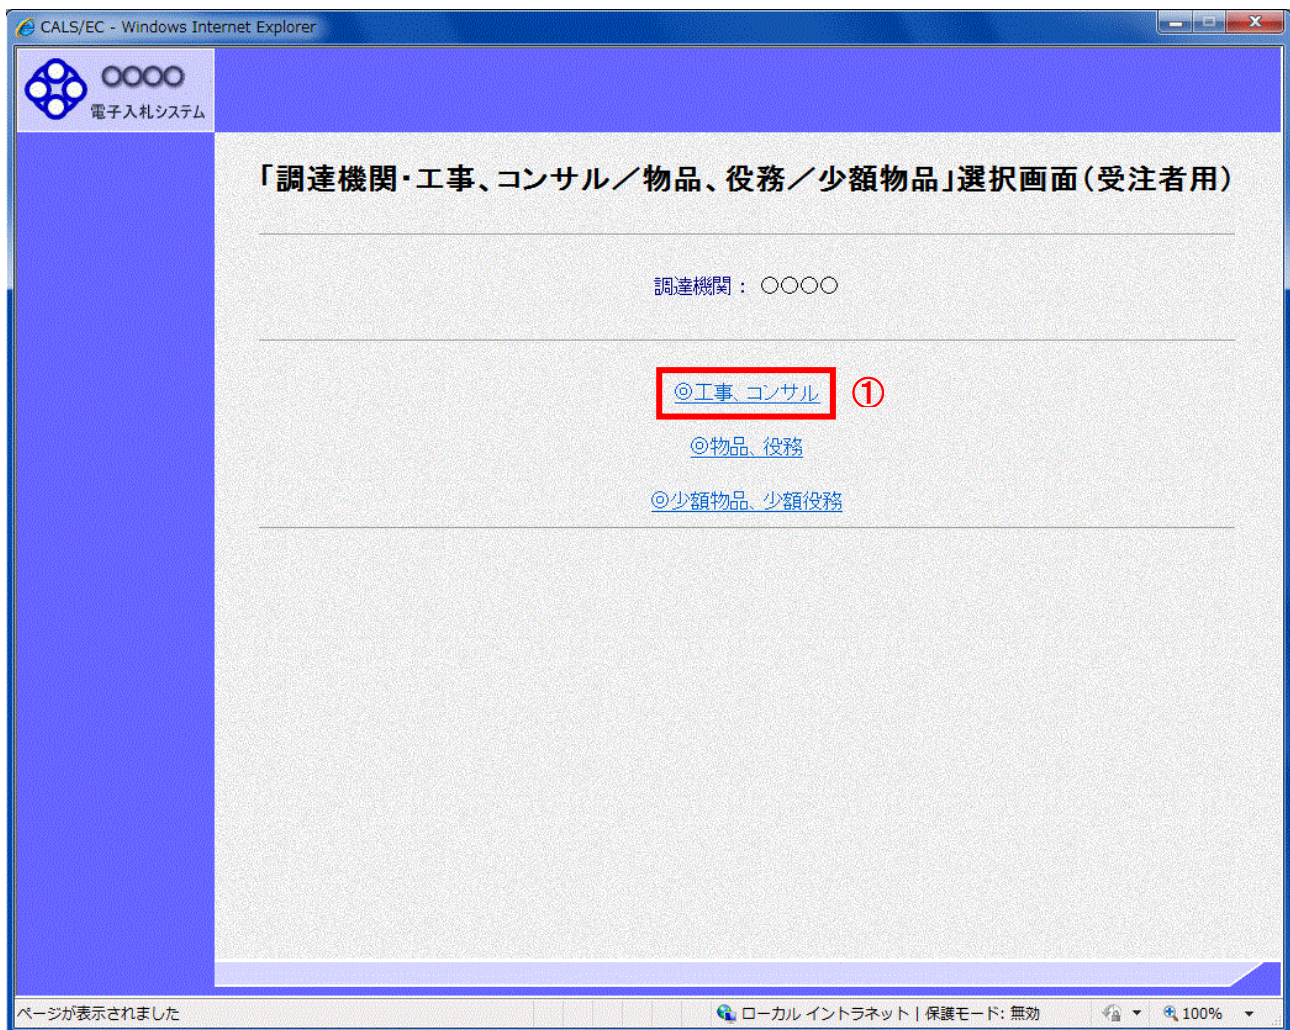 CALS/EC - Windows Internet Explorer
○○○○
電子入札システム
「調達機関・工事、コンサル／物品、役務／少額物品」選択画面(受注者用)
調達機関： ○○○○
◎工事、コンサル ①
◎物品、役務
◎少額物品、少額役務
ページが表示されました ローカル イントラネット | 保護モード: 無効 100%